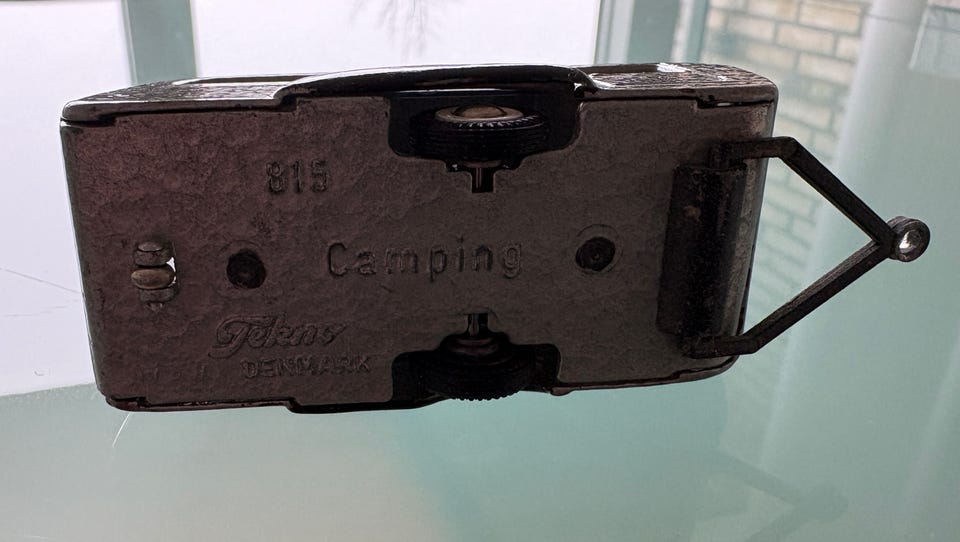 815
Camping
Tekno
DENMARK